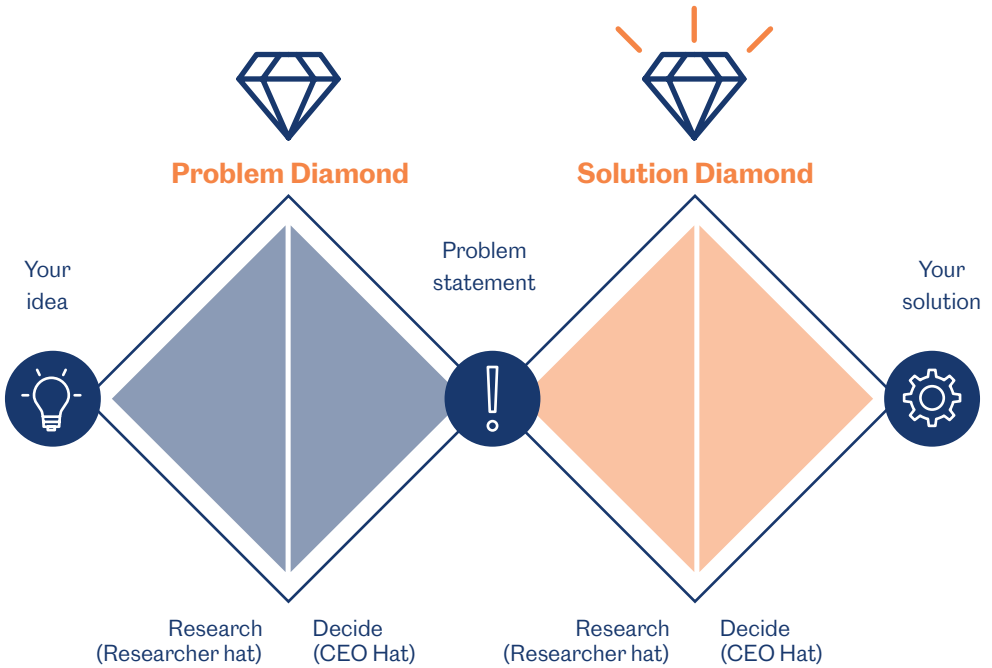 Problem Diamond
Solution Diamond
Your
idea
Problem
statement
Your
solution
Research
(Researcher hat)
Decide
(CEO Hat)
Research
(Researcher hat)
Decide
(CEO Hat)